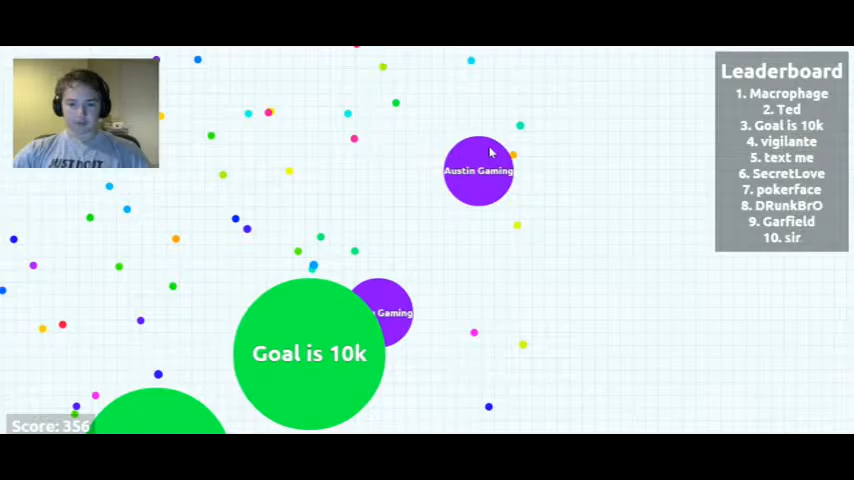 JUST DO IT
Leaderboard
1. Macrophage
2. Ted
3. Goal is 10k
4. vigilante
5. text me
6. SecretLove
7. pokerface
8. DRunkBrO
9. Garfield
10. sir
Austin Gaming
Gaming
Goal is 10k
Score: 356